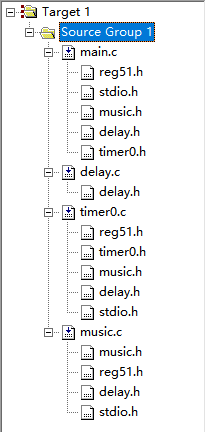 Target 1
Source Group 1
main.c
reg51.h
stdio.h
music.h
delay.h
timer0.h
delay.c
delay.h
timer0.c
reg51.h
timer0.h
music.h
delay.h
stdio.h
music.c
music.h
reg51.h
delay.h
stdio.h